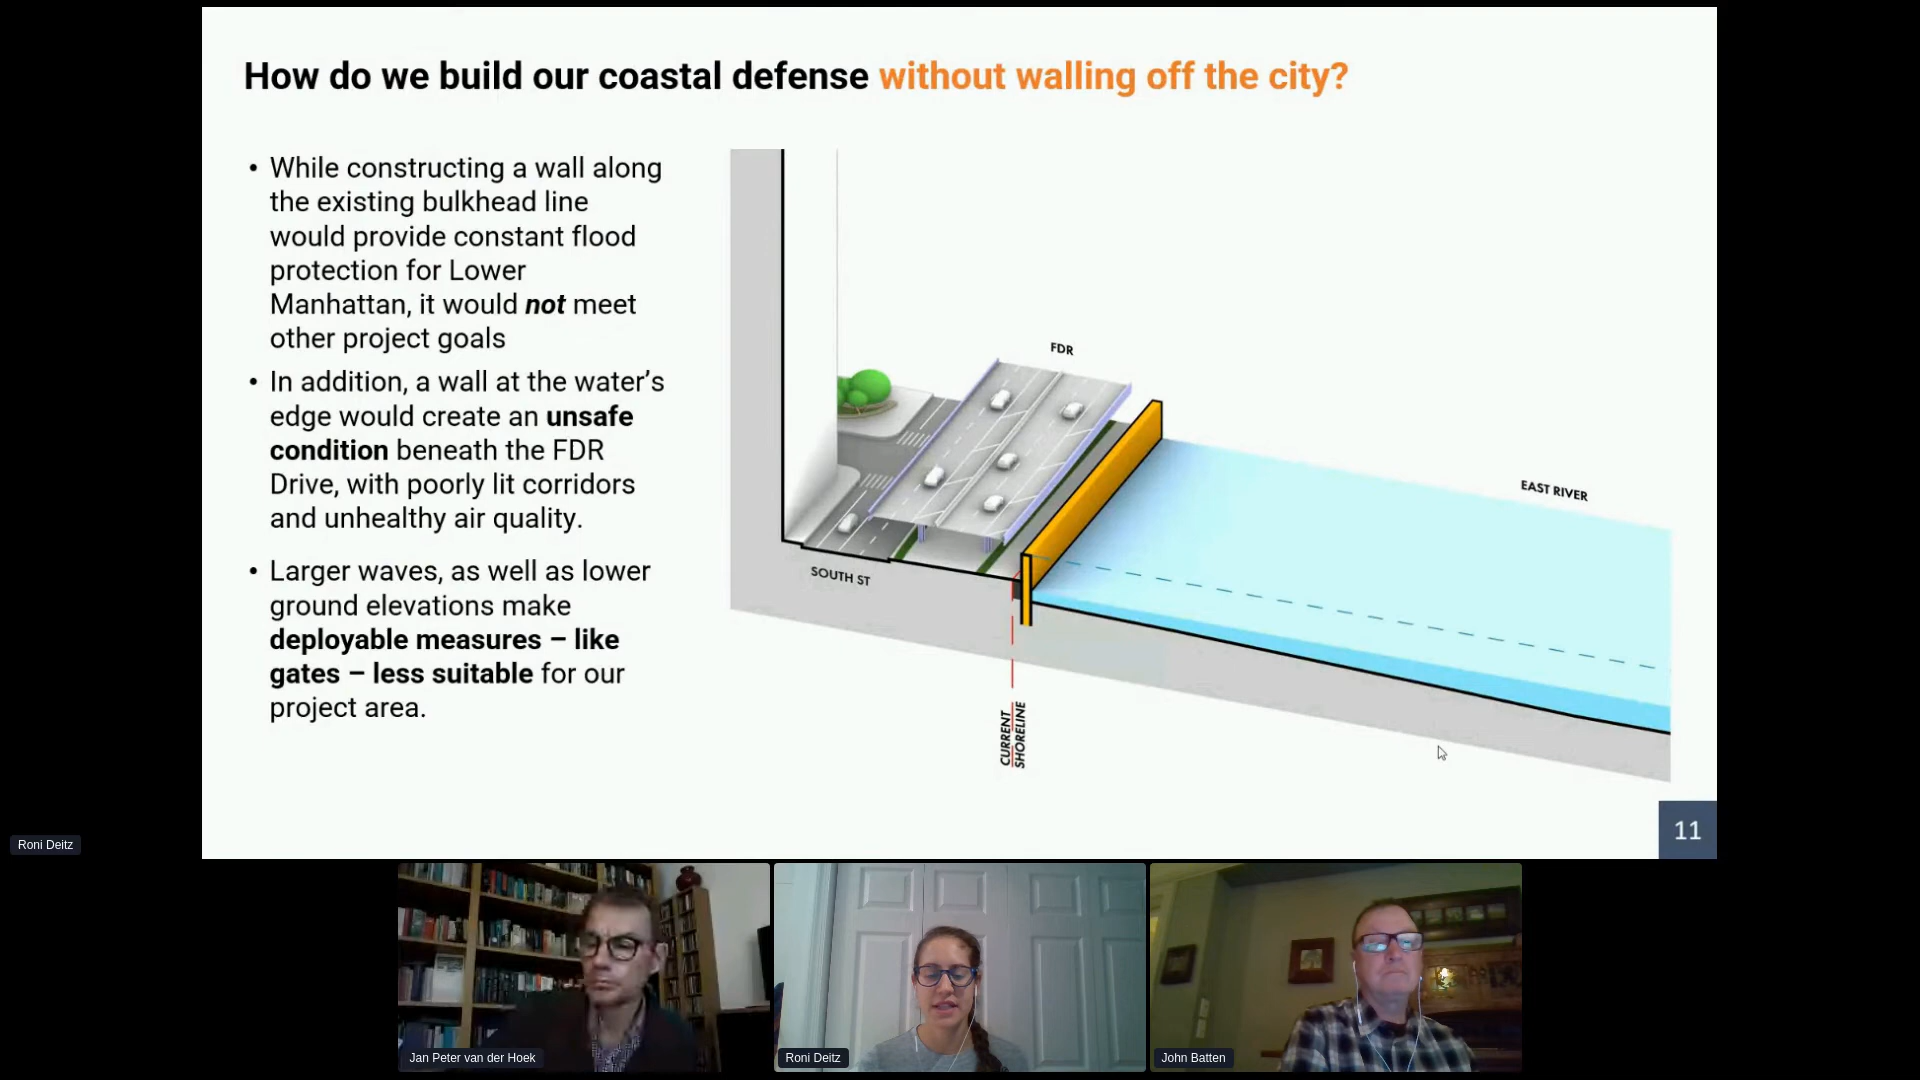 How do we build our coastal defense without walling off the city?
• While constructing a wall along
the existing bulkhead line
would provide constant flood
protection for Lower
Manhattan, it would not meet
other project goals
• In addition, a wall at the water’s
edge would create an unsafe
condition beneath the FDR
Drive, with poorly lit corridors
and unhealthy air quality.
• Larger waves, as well as lower
ground elevations make
deployable measures – like
gates – less suitable for our
project area.
FDR
EAST RIVER
SOUTH ST
CURRENT
SHORELINE
11
Roni Deitz
Jan Peter van der Hoek
Roni Deitz
John Batten